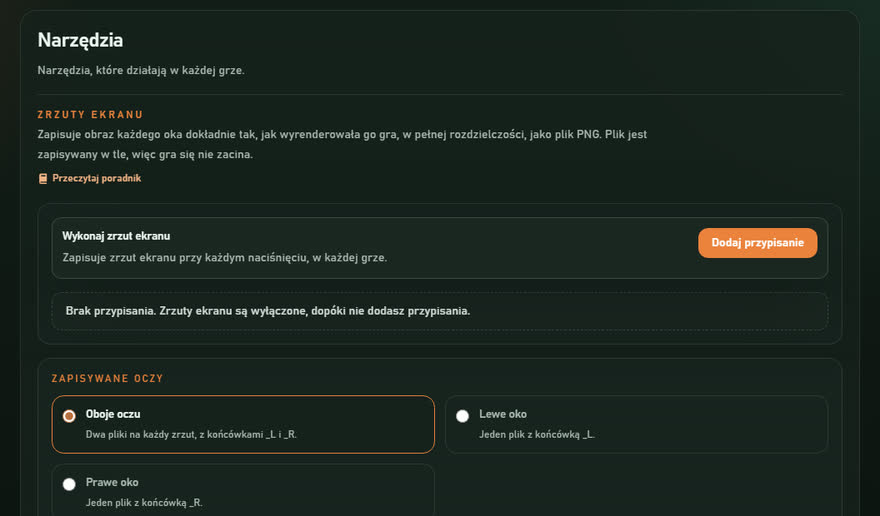 Narzędzia
Narzędzia, które działają w każdej grze.
ZRZUTY EKRANU
Zapisuje obraz każdego oka dokładnie tak, jak wyrenderowała go gra, w pełnej rozdzielczości, jako plik PNG. Plik jest
zapisywany w tle, więc gra się nie zacina.
Przeczytaj poradnik
Wykonaj zrzut ekranu
Zapisuje zrzut ekranu przy każdym naciśnięciu, w każdej grze.
Dodaj przypisanie
Brak przypisania. Zrzuty ekranu są wyłączone, dopóki nie dodasz przypisania.
ZAPISYWANE OCZY
Oboje oczu
Dwa pliki na każdy zrzut, z końcówkami _L i _R.
Lewe oko
Jeden plik z końcówką _L.
Prawe oko
Jeden plik z końcówką _R.